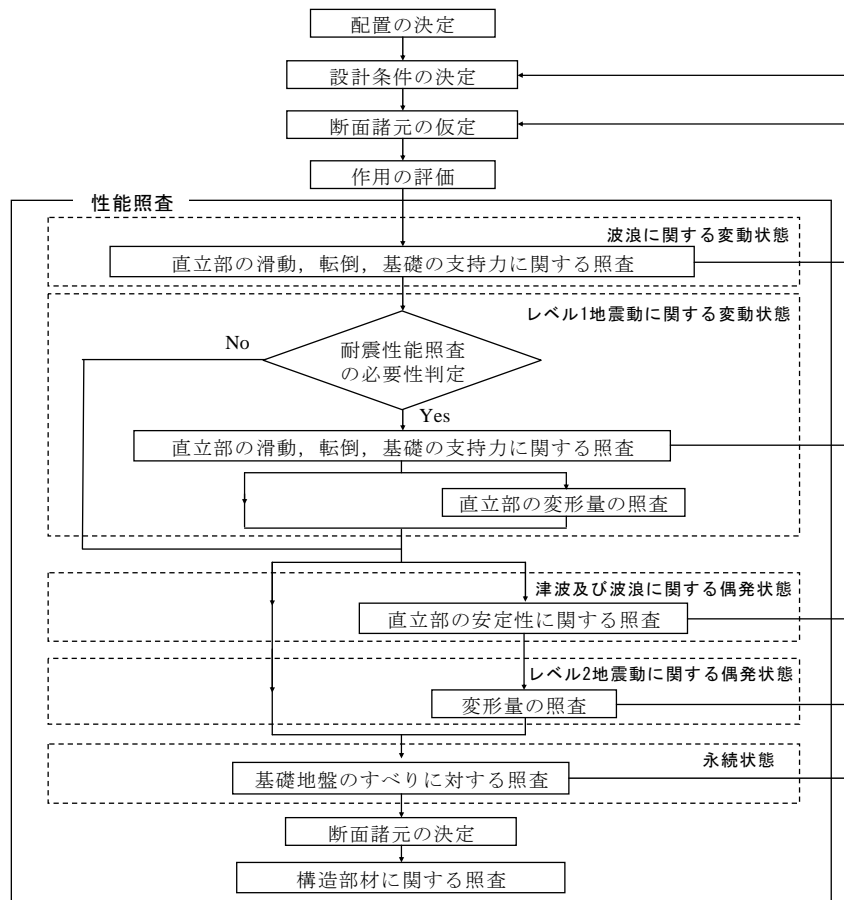 配置の決定
設計条件の決定
断面諸元の仮定
作用の評価
性能照査
波浪に関する変動状態
直立部の滑動，転倒，基礎の支持力に関する照査
レベル1地震動に関する変動状態
No
耐震性能照査
の必要性判定
Yes
直立部の滑動，転倒，基礎の支持力に関する照査
直立部の変形量の照査
津波及び波浪に関する偶発状態
直立部の安定性に関する照査
レベル2地震動に関する偶発状態
変形量の照査
永続状態
基礎地盤のすべりに対する照査
断面諸元の決定
構造部材に関する照査